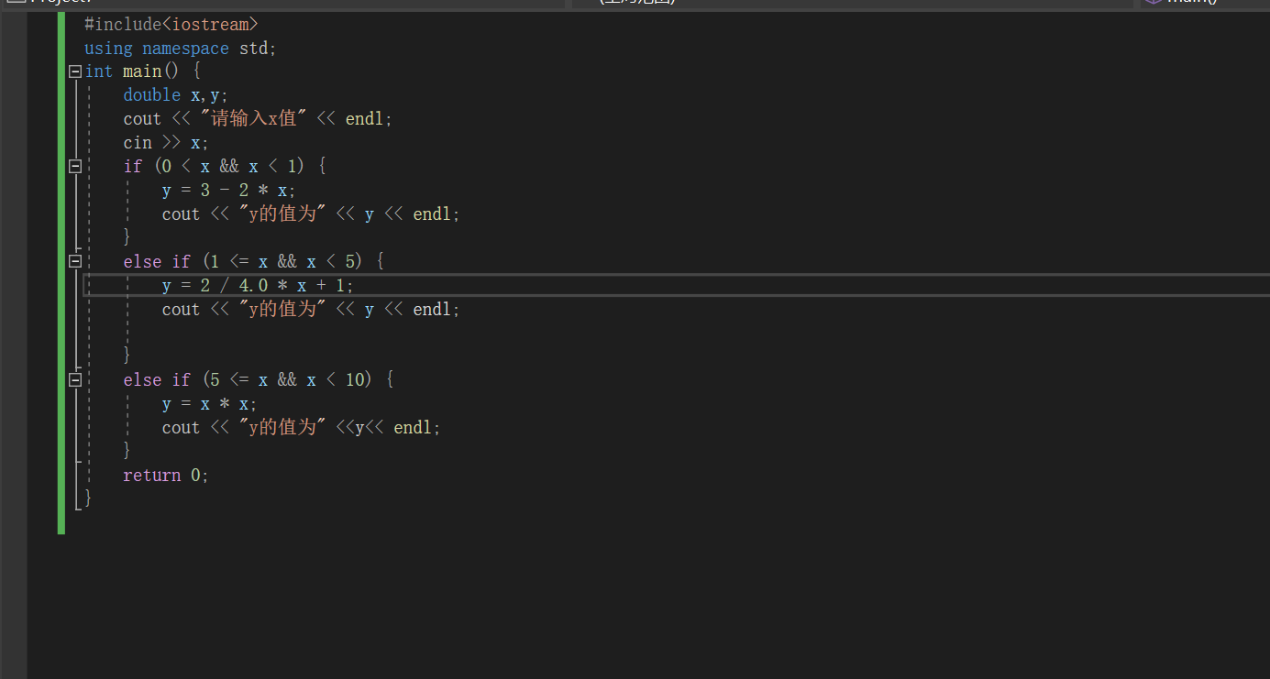 #include<iostream>
using namespace std;
int main() {
double x,y;
cout << "请输入x值" << endl;
cin >> x;
if (0 < x && x < 1) {
y = 3 - 2 * x;
cout << "y的值为" << y << endl;
}
else if (1 <= x && x < 5) {
y = 2 / 4.0 * x + 1;
cout << "y的值为" << y << endl;
}
else if (5 <= x && x < 10) {
y = x * x;
cout << "y的值为" <<y<< endl;
}
return 0;
}